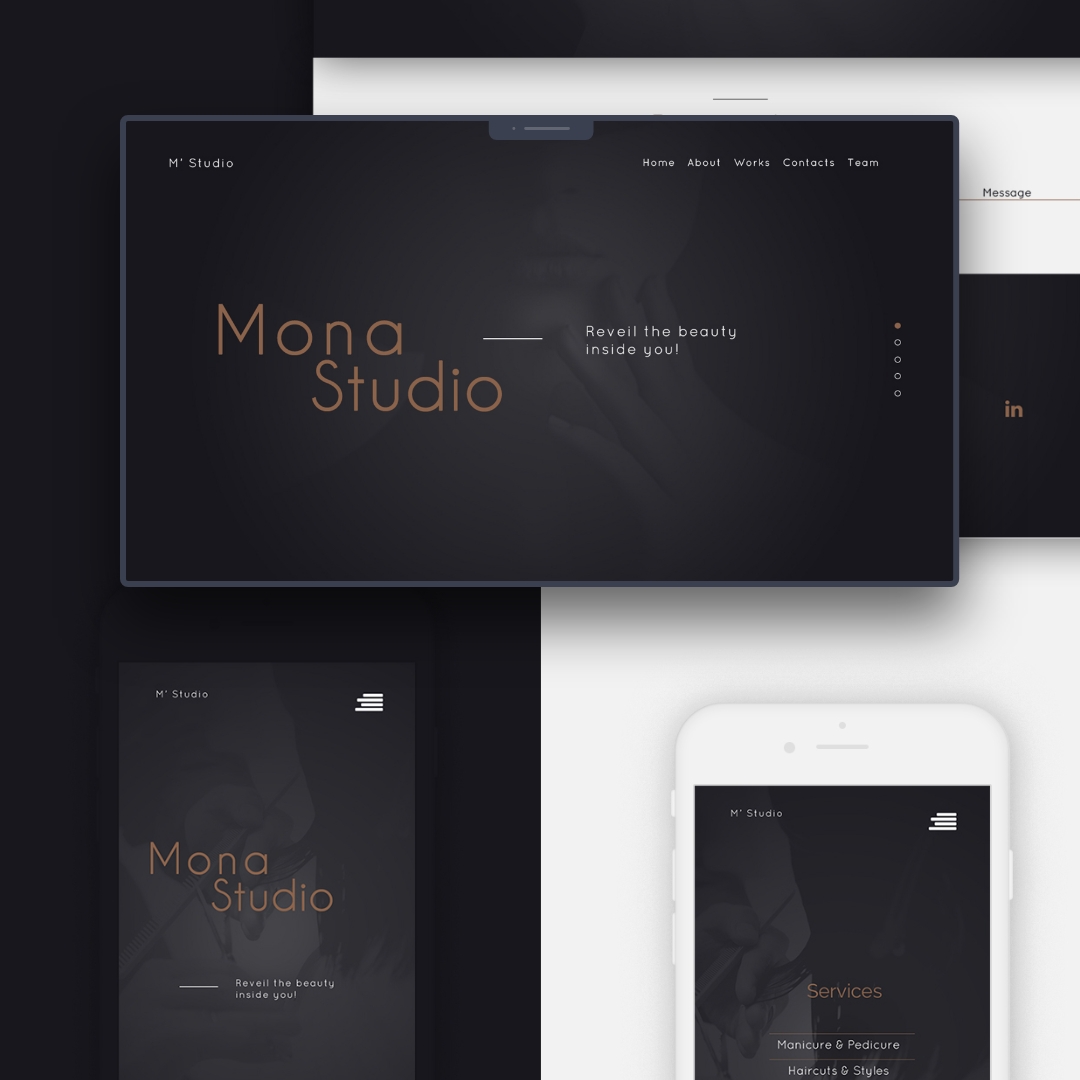 M' Studio
Home About Works Contacts Team
Message
Mona
Studio
Reveil the beauty
inside you!
in
M' Studio
Mona
Studio
Reveil the beauty
inside you!
M' Studio
Services
Manicure & Pedicure
Haircuts & Styles